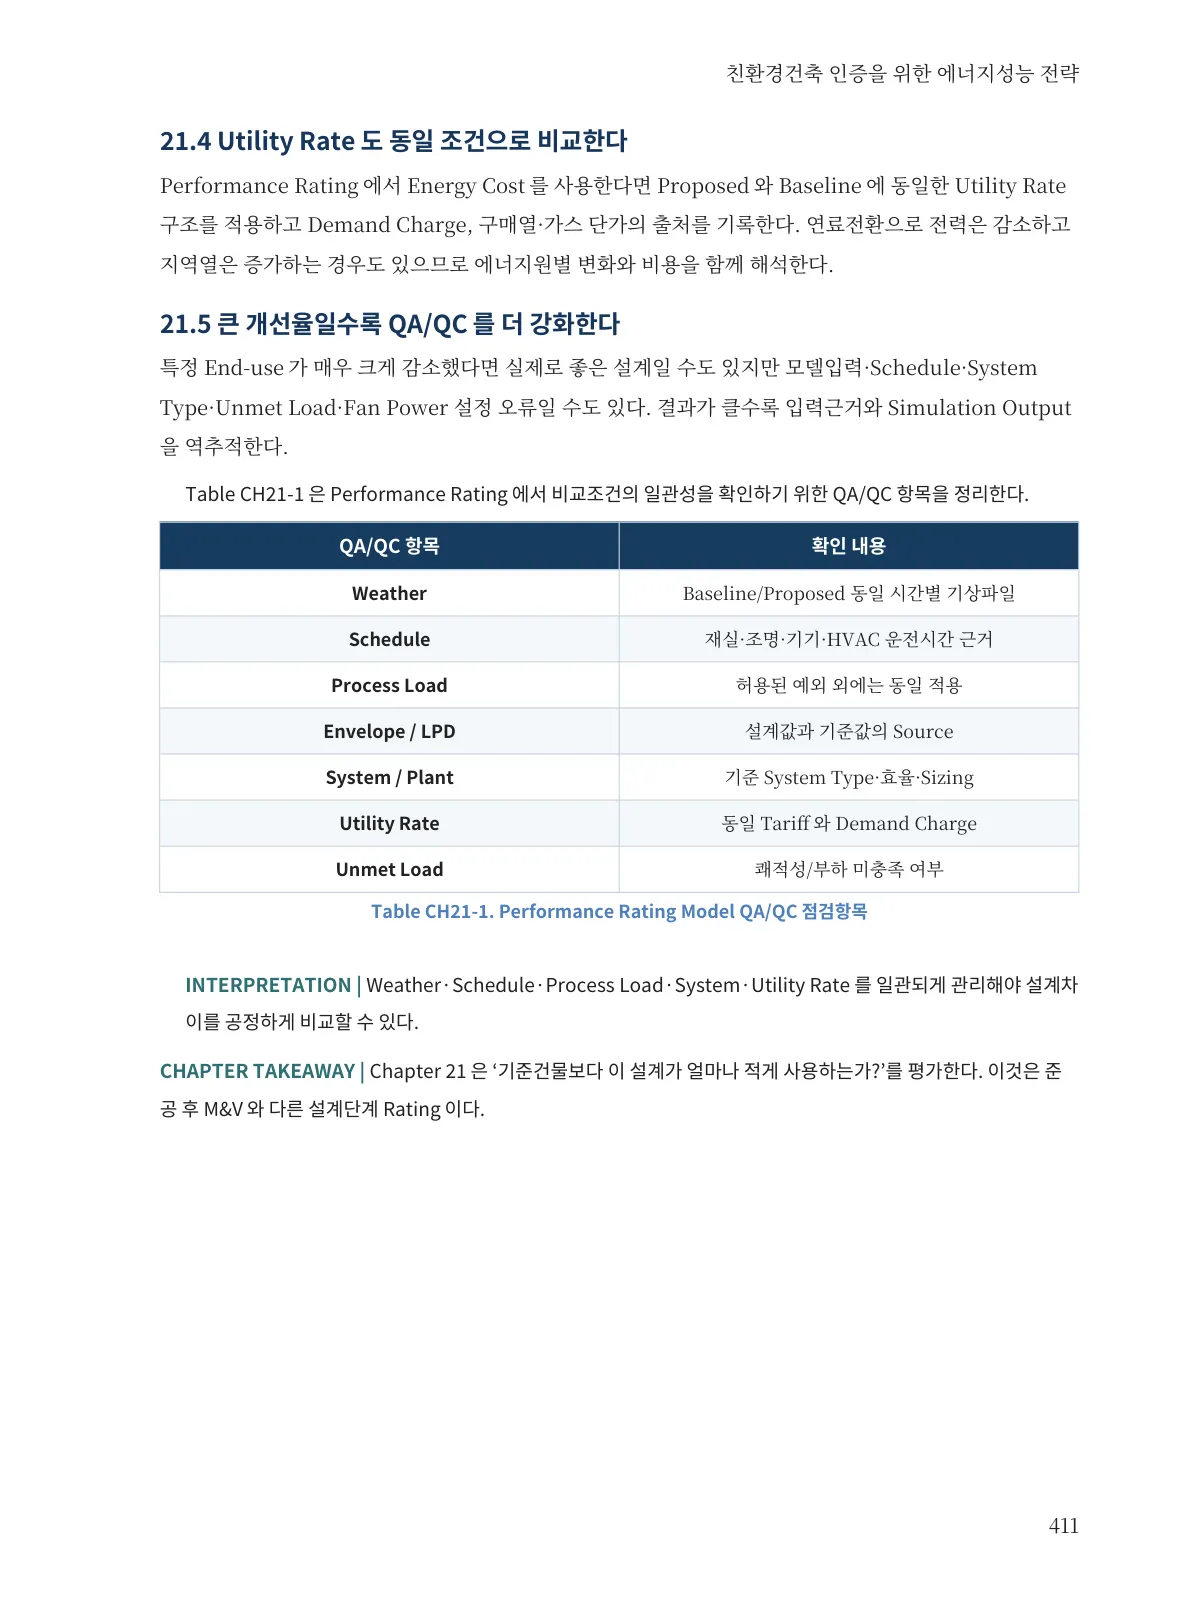 친환경건축 인증을 위한 에너지성능 전략
21.4 Utility Rate 도 동일 조건으로 비교한다
Performance Rating 에서 Energy Cost 를 사용한다면 Proposed 와 Baseline 에 동일한 Utility Rate
구조를 적용하고 Demand Charge, 구매열·가스 단가의 출처를 기록한다. 연료전환으로 전력은 감소하고
지역열은 증가하는 경우도 있으므로 에너지원별 변화와 비용을 함께 해석한다.
21.5 큰 개선율일수록 QA/QC 를 더 강화한다
특정 End-use 가 매우 크게 감소했다면 실제로 좋은 설계일 수도 있지만 모델입력·Schedule·System
Type·Unmet Load·Fan Power 설정 오류일 수도 있다. 결과가 클수록 입력근거와 Simulation Output
을 역추적한다.
Table CH21-1 은 Performance Rating 에서 비교조건의 일관성을 확인하기 위한 QA/QC 항목을 정리한다.
QA/QC 항목 확인 내용
Weather Baseline/Proposed 동일 시간별 기상파일
Schedule 재실·조명·기기·HVAC 운전시간 근거
Process Load 허용된 예외 외에는 동일 적용
Envelope / LPD 설계값과 기준값의 Source
System / Plant 기준 System Type·효율·Sizing
Utility Rate 동일 Tariff 와 Demand Charge
Unmet Load 쾌적성/부하 미충족 여부
Table CH21-1. Performance Rating Model QA/QC 점검항목
INTERPRETATION | Weather·Schedule·Process Load·System·Utility Rate 를 일관되게 관리해야 설계차
이를 공정하게 비교할 수 있다.
CHAPTER TAKEAWAY | Chapter 21 은 ‘기준건물보다 이 설계가 얼마나 적게 사용하는가?’를 평가한다. 이것은 준
공 후 M&V 와 다른 설계단계 Rating 이다.
411